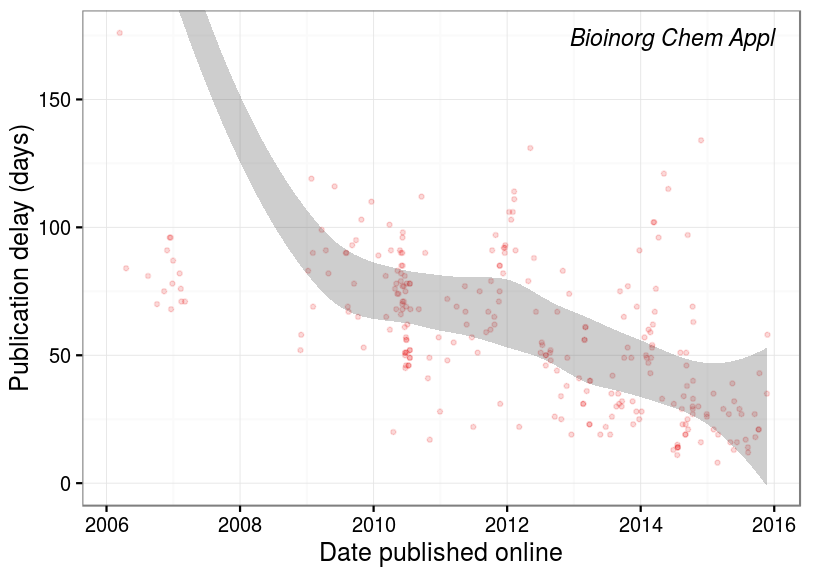 Bioinorg Chem Appl
Publication delay (days)
150
100
50
0
2006 2008 2010 2012 2014 2016
Date published online